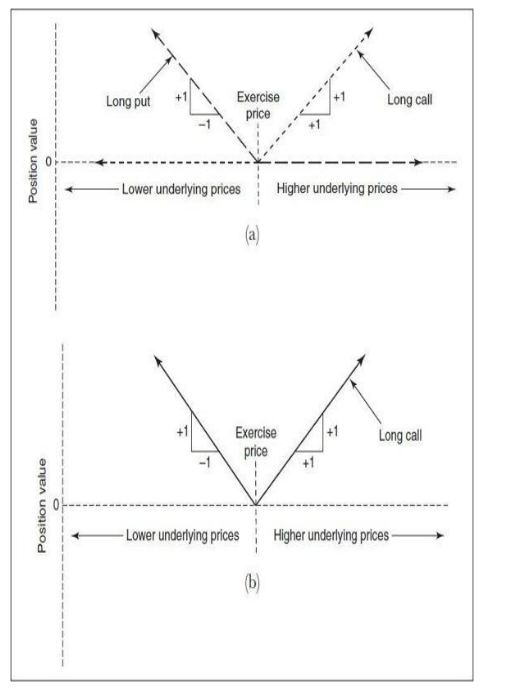 Long put
+1
−1
Exercise
price
+1
+1
Long call
Position value
0
Lower underlying prices
Higher underlying prices
(a)
+1
−1
Exercise
price
+1
+1
Long call
Position value
0
Lower underlying prices
Higher underlying prices
(b)